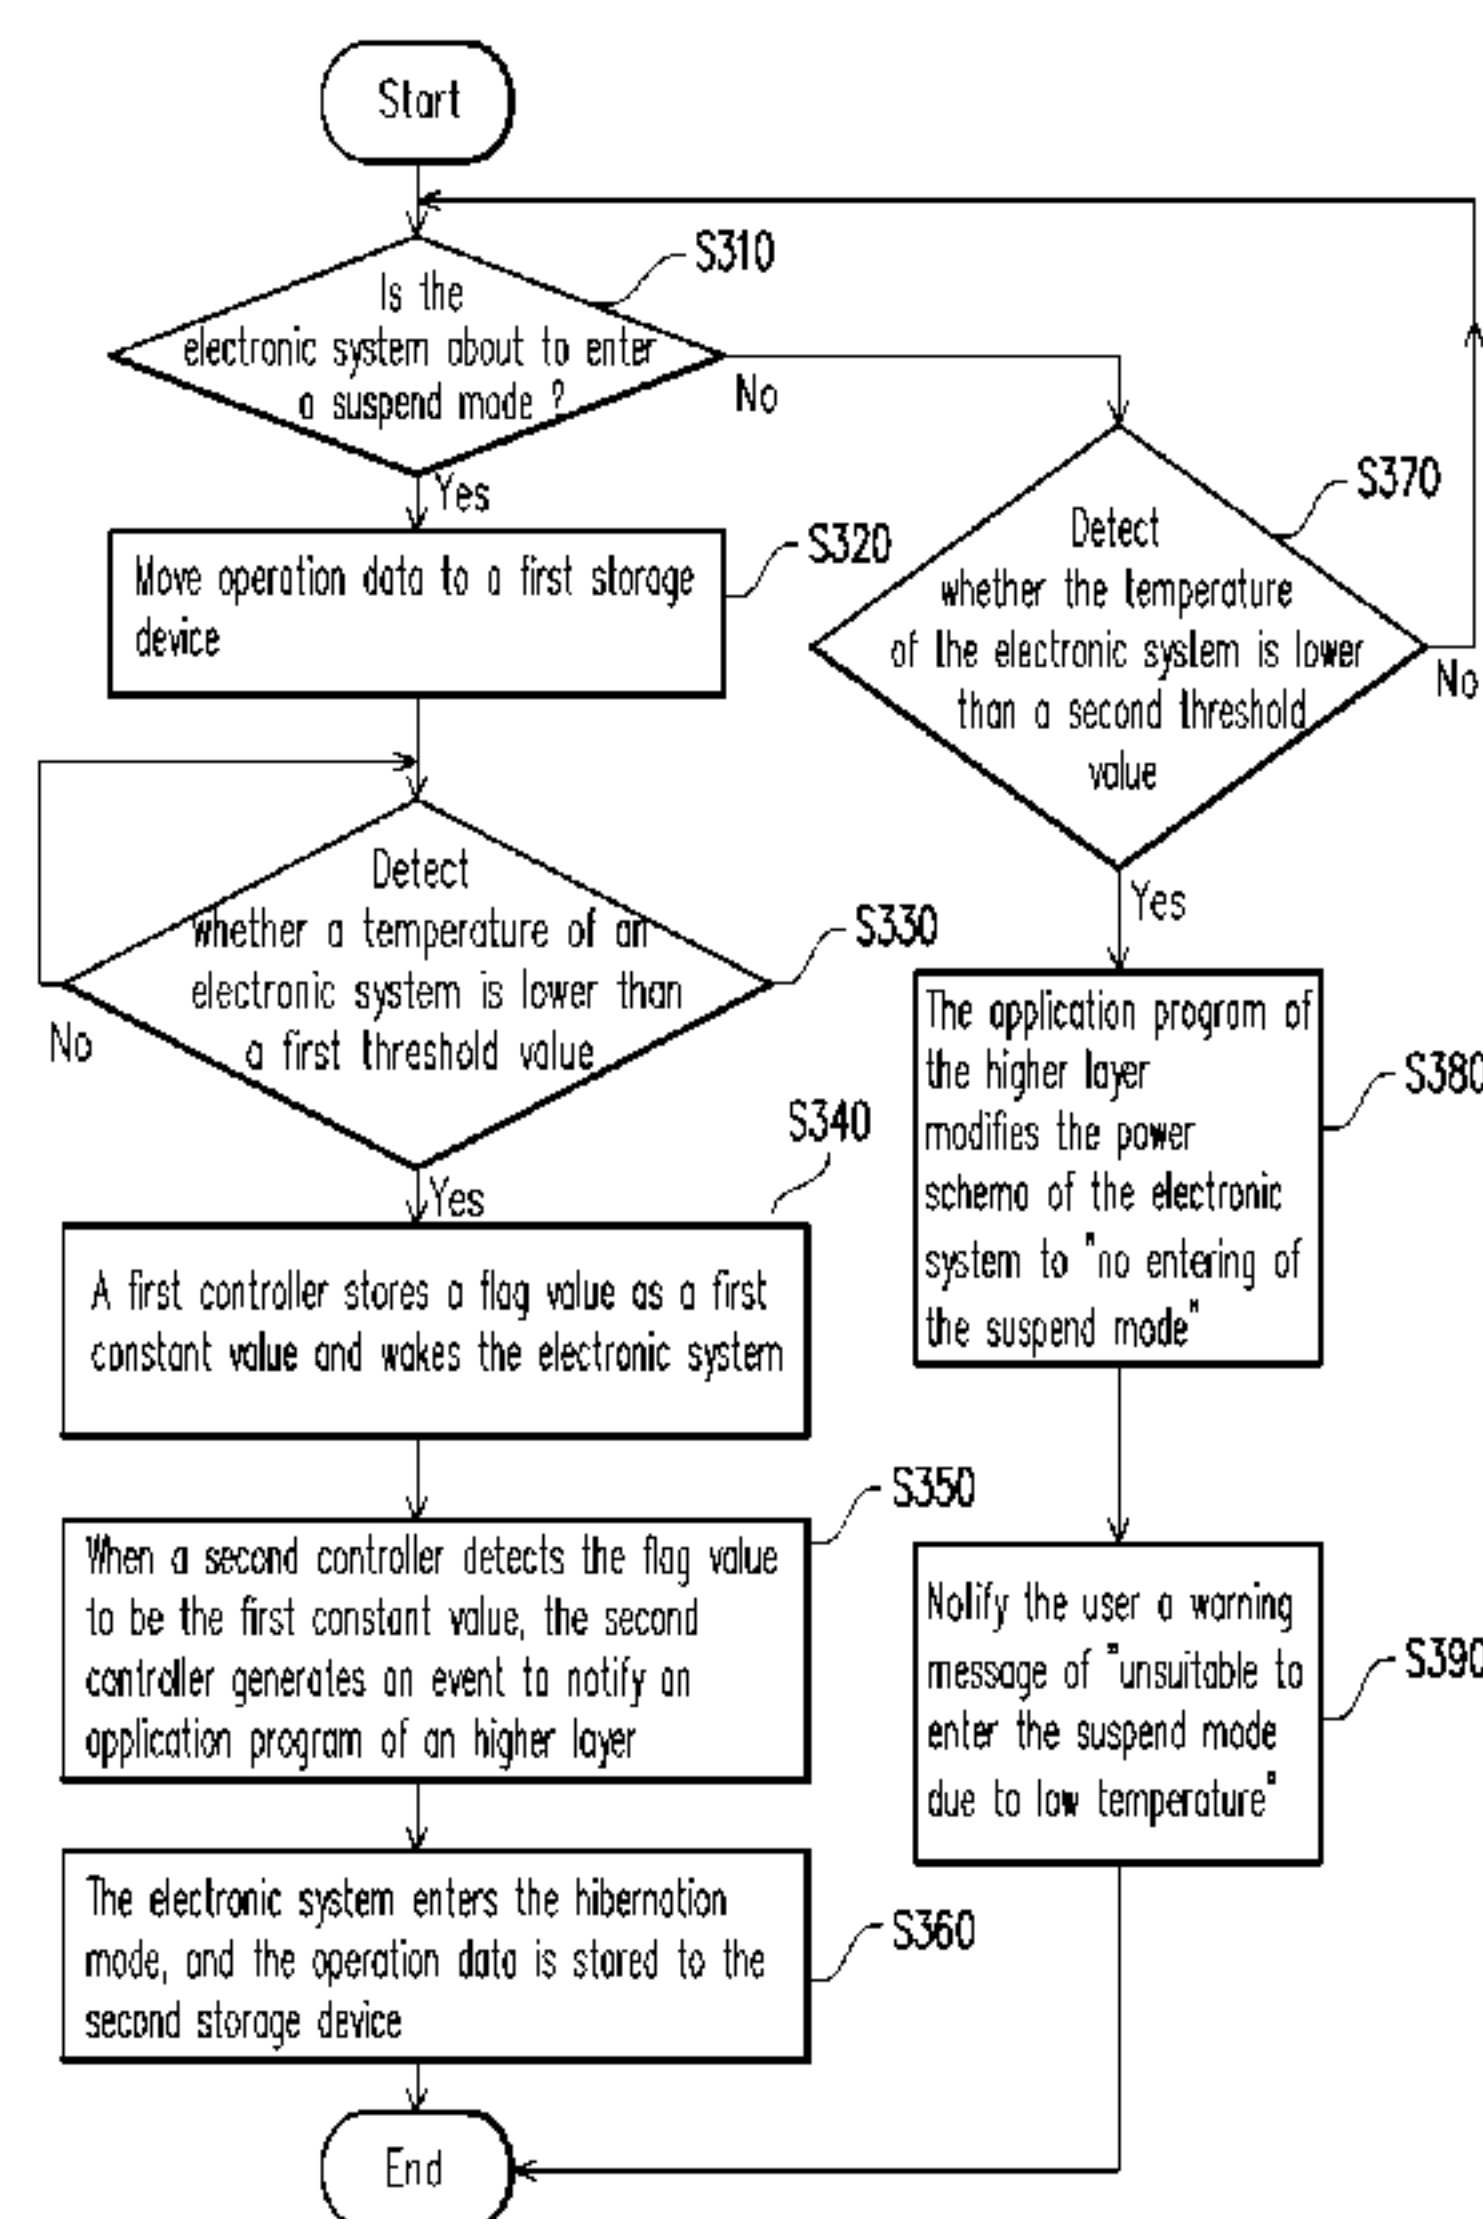 Start
S310
Is the
electronic system about to enter
a suspend mode ?
No
Yes
S320
Move operation data to a first storage
device
S370
Detect
whether the temperature
of the electronic system is lower
than a second threshold
value
No
Yes
Detect
whether a temperature of an
electronic system is lower than
a first threshold value
S330
No
Yes
S340
A first controller stores a flag value as a first
constant value and wakes the electronic system
The application program of
the higher layer
modifies the power
schema of the electronic
system to "no entering of
the suspend mode"
S380
S350
When a second controller detects the flag value
to be the first constant value, the second
controller generates an event to notify an
application program of an higher layer
Notify the user a warning
message of "unsuitable to
enter the suspend mode
due to low temperature"
S390
The electronic system enters the hibernation
mode, and the operation data is stored to the
second storage device
S360
End